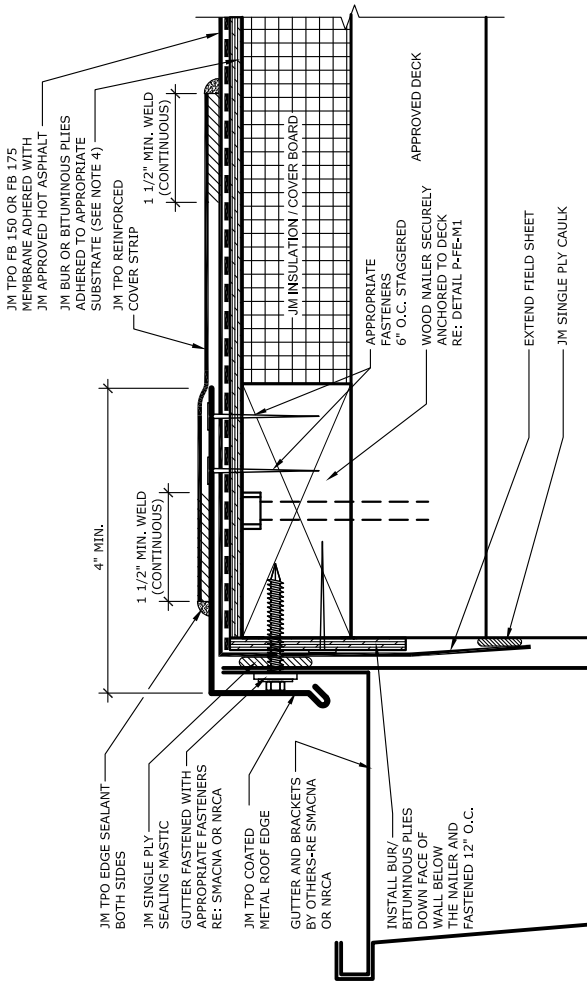 JM TPO FB 150 OR FB 175
MEMBRANE ADHERED WITH
JM APPROVED HOT ASPHALT
JM BUR OR BITUMINOUS PLIES
ADHERED TO APPROPRIATE
SUBSTRATE (SEE NOTE 4)
JM TPO REINFORCED
COVER STRIP
1 1/2" MIN. WELD
(CONTINUOUS)
4" MIN.
1 1/2" MIN. WELD
(CONTINUOUS)
JM TPO EDGE SEALANT
BOTH SIDES
JM SINGLE PLY
SEALING MASTIC
GUTTER FASTENED WITH
APPROPRIATE FASTENERS
RE: SMACNA OR NRCA
JM TPO COATED
METAL ROOF EDGE
GUTTER AND BRACKETS
BY OTHERS-RE SMACNA
OR NRCA
INSTALL BUR/
BITUMINOUS PLIES
DOWN FACE OF
WALL BELOW
THE NAILER AND
FASTENED 12" O.C.
JM INSULATION / COVER BOARD
APPROVED DECK
APPROPRIATE
FASTENERS
6" O.C. STAGGERED
WOOD NAILER SECURELY
ANCHORED TO DECK
RE: DETAIL P-FE-M1
EXTEND FIELD SHEET
JM SINGLE PLY CAULK